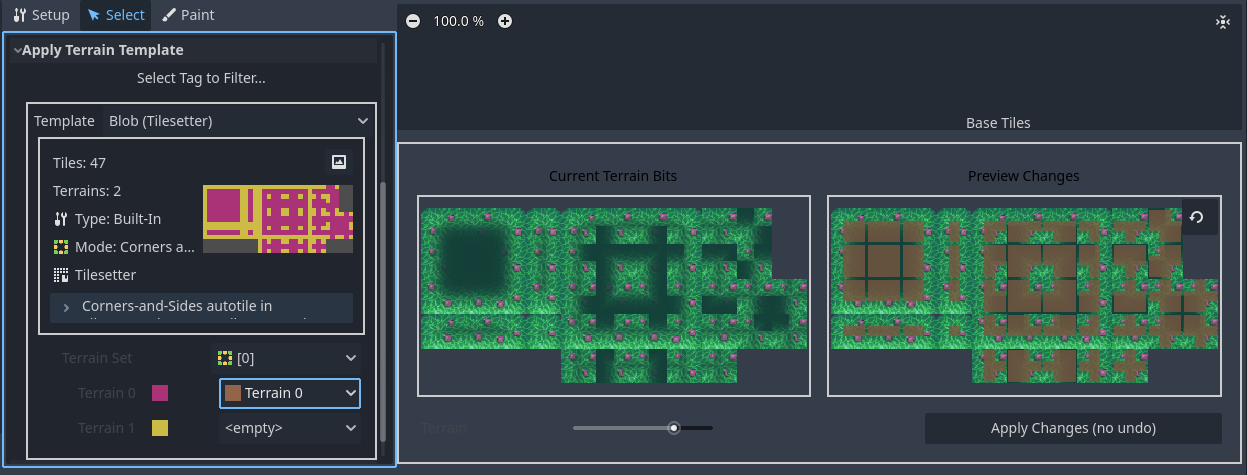 Setup Select Paint
100.0 %
Apply Terrain Template
Select Tag to Filter...
Template Blob (Tilesetter)
Base Tiles
Tiles: 47
Terrains: 2
Type: Built-In
Mode: Corners a...
Tilesetter
Corners-and-Sides autotile in
Current Terrain Bits
Preview Changes
Terrain Set [0]
Terrain 0 Terrain 0
Terrain 1 <empty>
Terrain
Apply Changes (no undo)